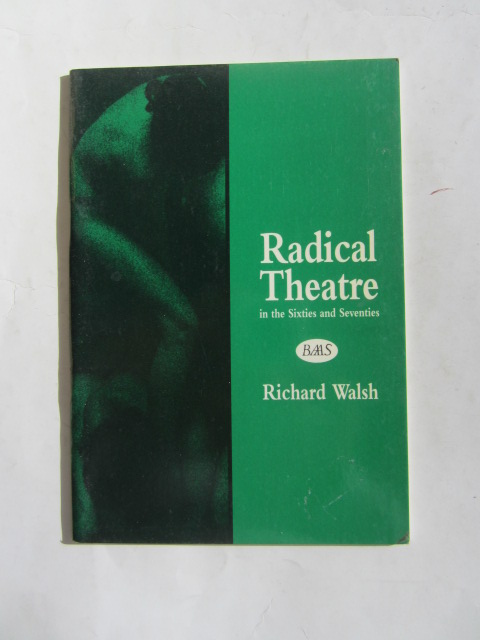 Radical
Theatre
in the Sixties and Seventies
BAAS
Richard Walsh